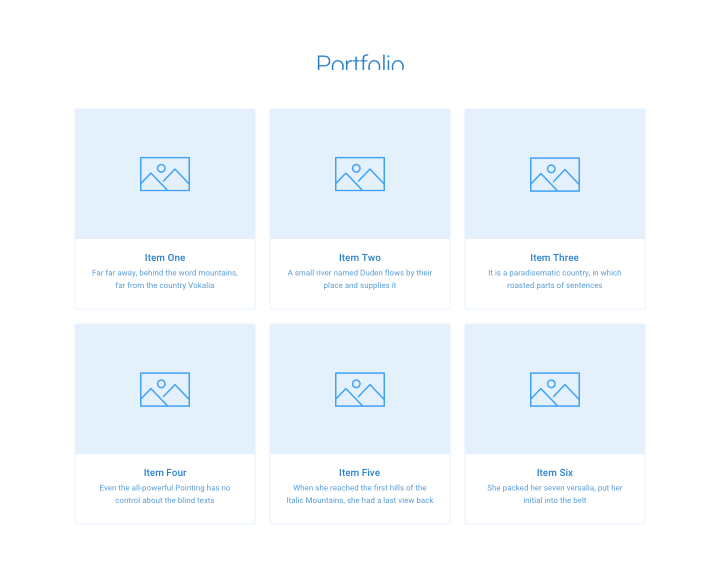 Portfolio
Item One
Far far away, behind the word mountains,
far from the country Vokalia
Item Two
A small river named Duden flows by their
place and supplies it
Item Three
It is a paradisematic country, in which
roasted parts of sentences
Item Four
Even the all-powerful Pointing has no
control about the blind texts
Item Five
When she reached the first hills of the
Italic Mountains, she had a last view back
Item Six
She packed her seven versalia, put her
initial into the belt